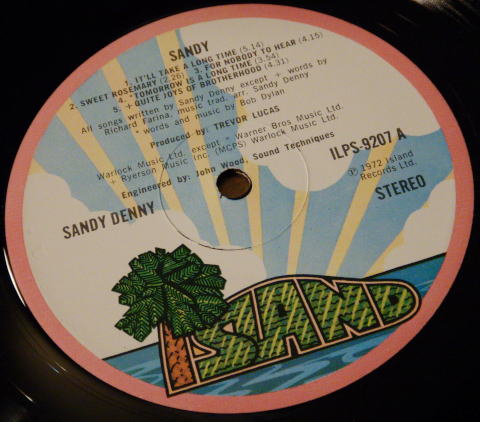 SANDY
1. IT'LL TAKE A LONG TIME (5.14)
2. SWEET ROSEMARY (2.26) 3. FOR NOBODY TO HEAR (4.15)
4. *TOMORROW IS A LONG TIME (3.54)
5. + QUITE JOYS OF BROTHERHOOD (4.31)
All songs written by Sandy Denny except + words by
Richard Farina, music trad. arr. Sandy Denny
*words and music by Bob Dylan
Produced by: TREVOR LUCAS
Warlock Music Ltd. except * Warner Bros Music Ltd.
+ Ryerson Music Inc. (MCPS) Warlock Music Ltd.
Engineered by: John Wood, Sound Techniques
ILPS-9207 A
℗ 1972 Island
Records Ltd.
STEREO
SANDY DENNY
ISLAND